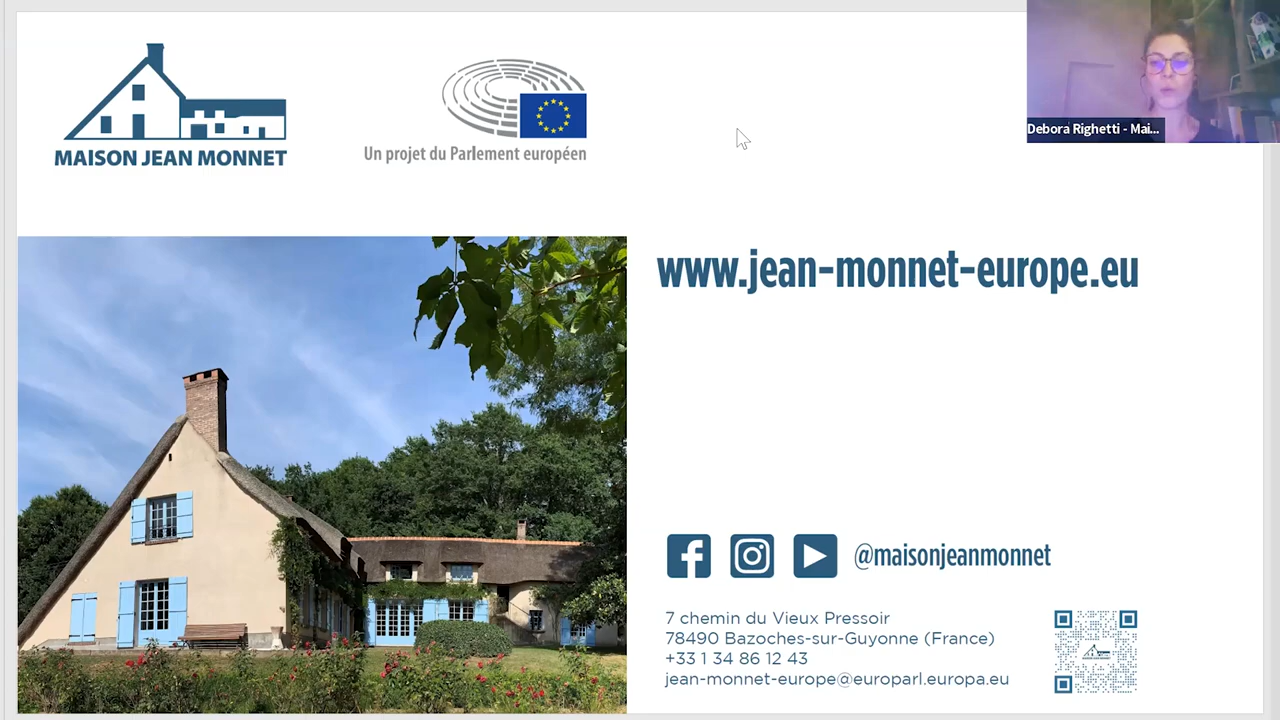 MAISON JEAN MONNET
Un projet du Parlement européen
Debora Righetti - Mai...
www.jean-monnet-europe.eu
@maisonjeanmonnet
7 chemin du Vieux Pressoir
78490 Bazoches-sur-Guyonne (France)
+33 1 34 86 12 43
jean-monnet-europe@europarl.europa.eu